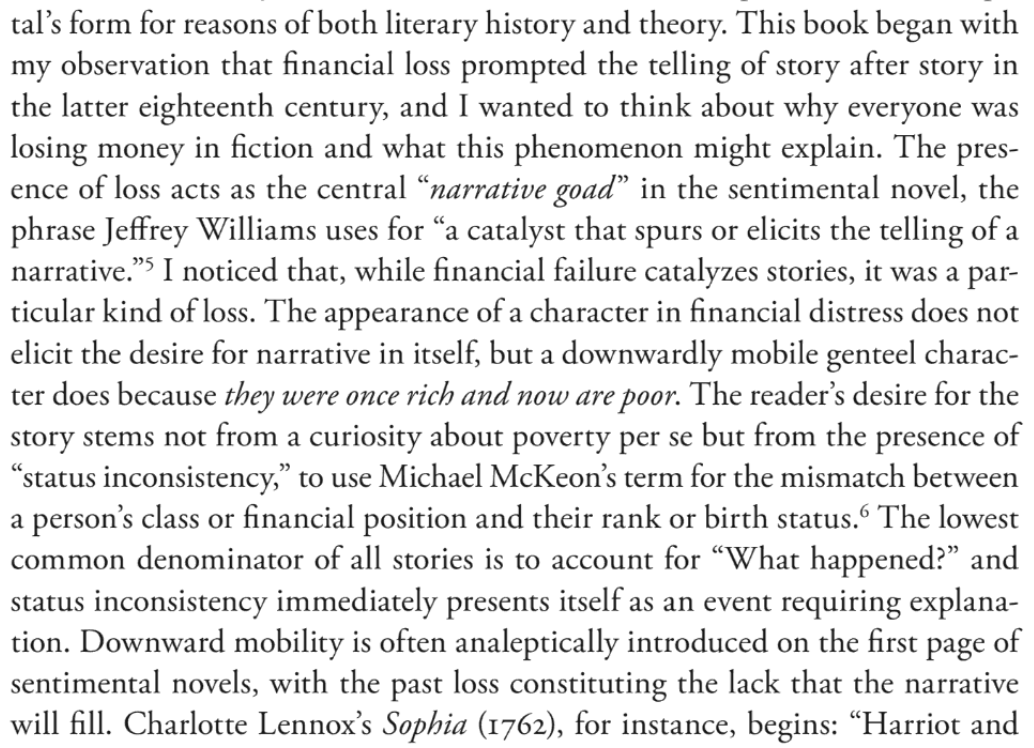 tal’s form for reasons of both literary history and theory. This book began with
my observation that financial loss prompted the telling of story after story in
the latter eighteenth century, and I wanted to think about why everyone was
losing money in fiction and what this phenomenon might explain. The pres-
ence of loss acts as the central “narrative goad” in the sentimental novel, the
phrase Jeffrey Williams uses for “a catalyst that spurs or elicits the telling of a
narrative.”⁵ I noticed that, while financial failure catalyzes stories, it was a par-
ticular kind of loss. The appearance of a character in financial distress does not
elicit the desire for narrative in itself, but a downwardly mobile genteel charac-
ter does because they were once rich and now are poor. The reader’s desire for the
story stems not from a curiosity about poverty per se but from the presence of
“status inconsistency,” to use Michael McKeon’s term for the mismatch between
a person’s class or financial position and their rank or birth status.⁶ The lowest
common denominator of all stories is to account for “What happened?” and
status inconsistency immediately presents itself as an event requiring explana-
tion. Downward mobility is often analeptically introduced on the first page of
sentimental novels, with the past loss constituting the lack that the narrative
will fill. Charlotte Lennox’s Sophia (1762), for instance, begins: “Harriot and